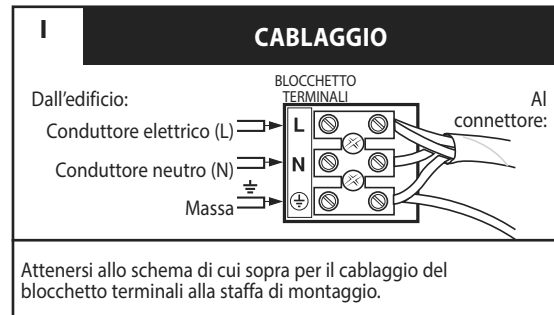 I
CABLAGGIO
BLOCCHETTO
TERMINALI
Dall'edificio:
Al
connettore:
Conduttore elettrico (L)
L
Conduttore neutro (N)
N
Massa
Attenersi allo schema di cui sopra per il cablaggio del
blocchetto terminali alla staffa di montaggio.